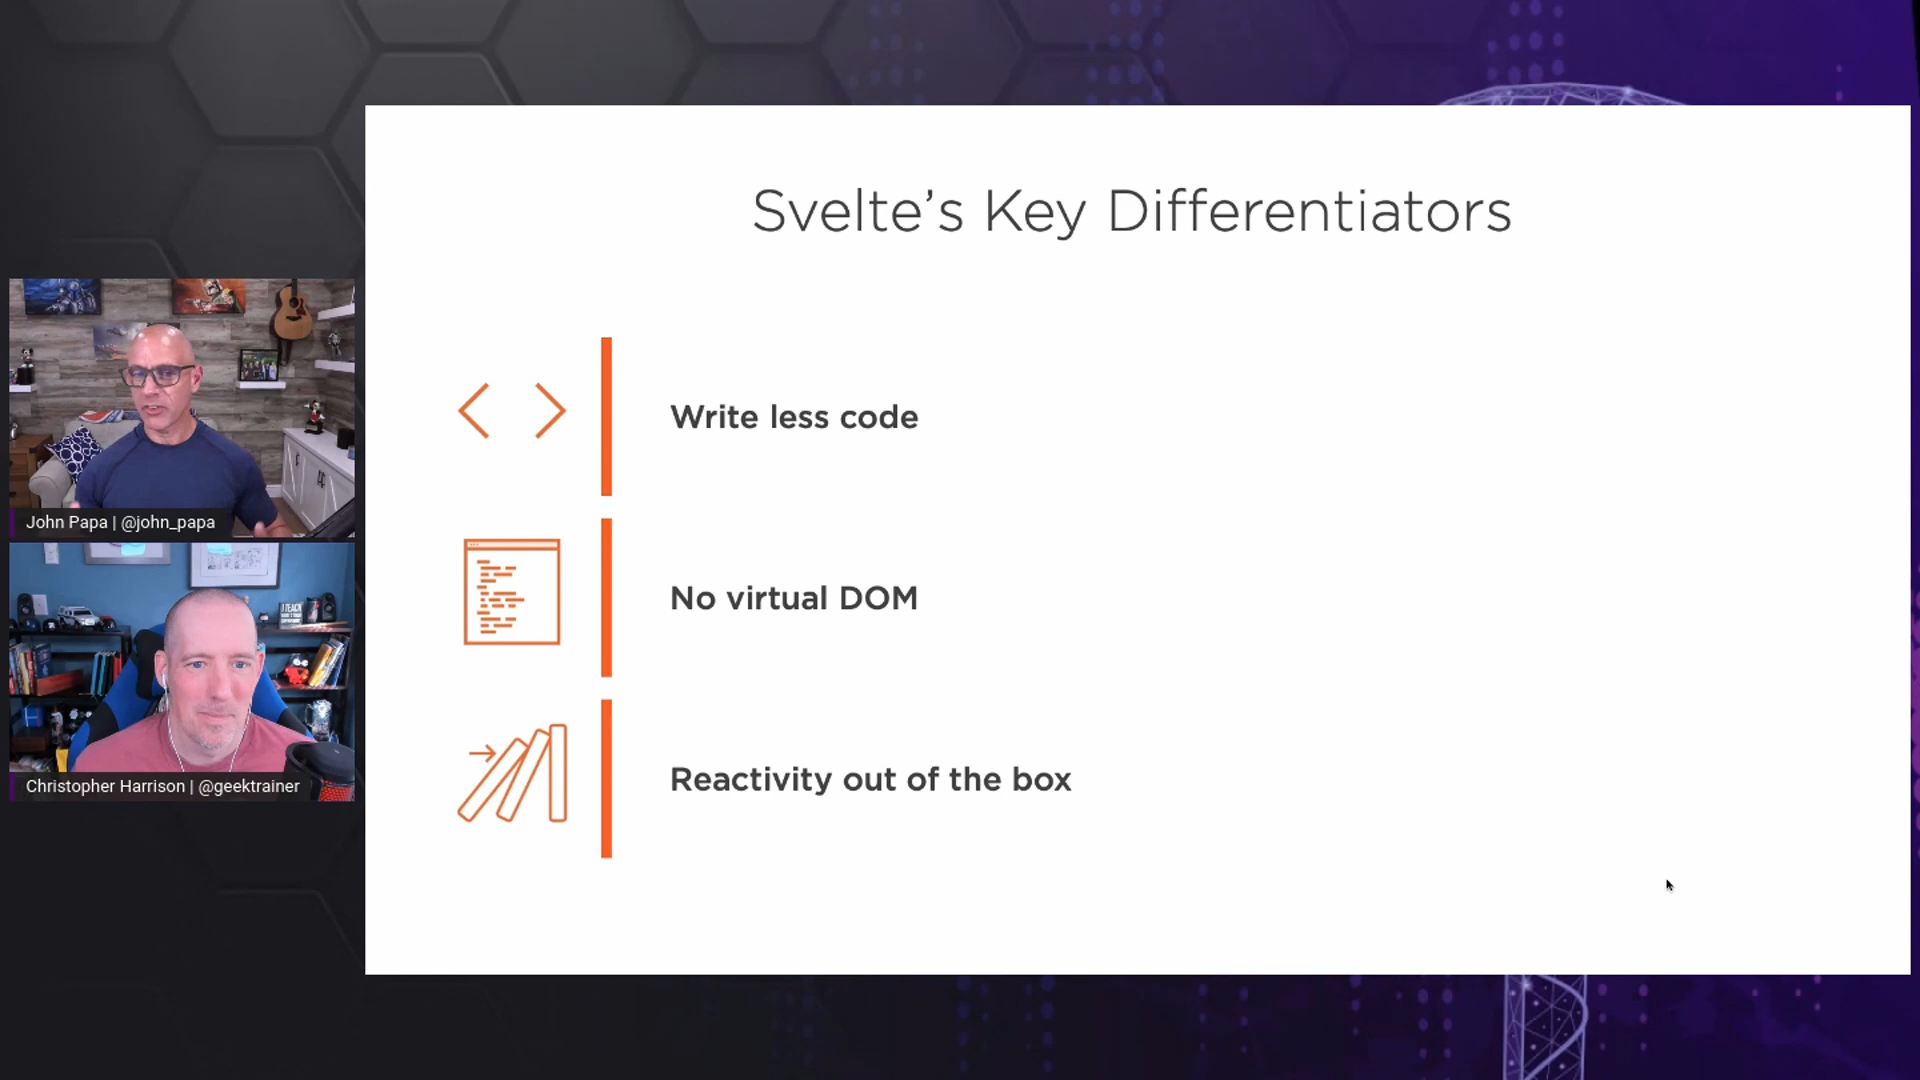 Svelte’s Key Differentiators
Write less code
No virtual DOM
Reactivity out of the box
John Papa | @john_papa
I TEACH
Christopher Harrison | @geektrainer